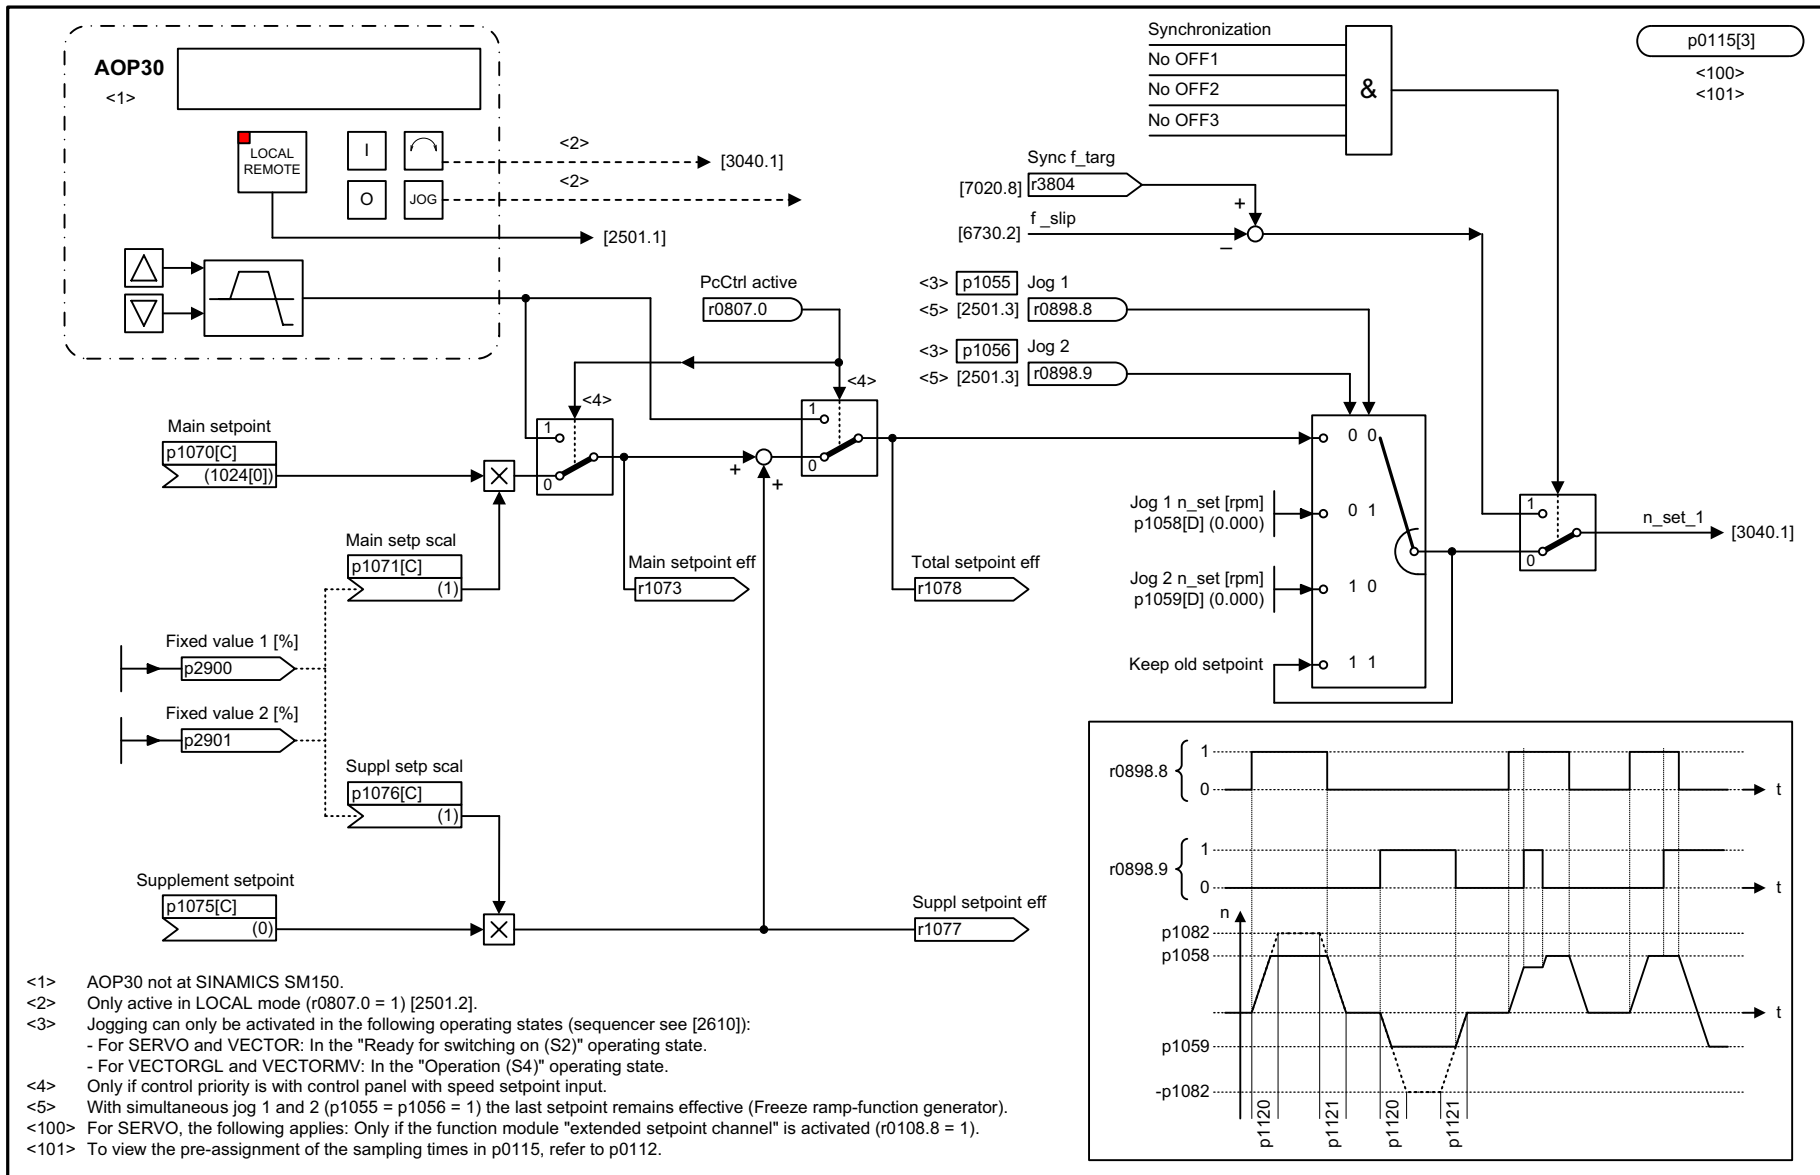 AOP30
<1>
LOCAL
REMOTE
I
O
JOG
<2>
[3040.1]
<2>
[2501.1]
Synchronization
No OFF1
No OFF2
No OFF3
&
p0115[3]
<100>
<101>
Sync f_targ
[7020.8]
r3804
+
f _slip
[6730.2]
–
PcCtrl active
r0807.0
<3>
p1055
Jog 1
<5>
[2501.3]
r0898.8
<3>
p1056
Jog 2
<5>
[2501.3]
r0898.9
<4>
<4>
Main setpoint
p1070[C]
(1024[0])
1
0
+
+
1
0
0 0
Jog 1 n_set [rpm]
p1058[D] (0.000)
0 1
Jog 2 n_set [rpm]
p1059[D] (0.000)
1 0
Keep old setpoint
1 1
1
0
n_set_1
[3040.1]
Main setp scal
p1071[C]
(1)
Main setpoint eff
r1073
Total setpoint eff
r1078
Fixed value 1 [%]
p2900
Fixed value 2 [%]
p2901
Suppl setp scal
p1076[C]
(1)
Supplement setpoint
p1075[C]
(0)
Suppl setpoint eff
r1077
r0898.8
1
0
t
r0898.9
1
0
t
n
p1082
p1058
t
p1059
-p1082
p1120
p1121
p1120
p1121
<1> AOP30 not at SINAMICS SM150.
<2> Only active in LOCAL mode (r0807.0 = 1) [2501.2].
<3> Jogging can only be activated in the following operating states (sequencer see [2610]):
- For SERVO and VECTOR: In the "Ready for switching on (S2)" operating state.
- For VECTORGL and VECTORMV: In the "Operation (S4)" operating state.
<4> Only if control priority is with control panel with speed setpoint input.
<5> With simultaneous jog 1 and 2 (p1055 = p1056 = 1) the last setpoint remains effective (Freeze ramp-function generator).
<100> For SERVO, the following applies: Only if the function module "extended setpoint channel" is activated (r0108.8 = 1).
<101> To view the pre-assignment of the sampling times in p0115, refer to p0112.